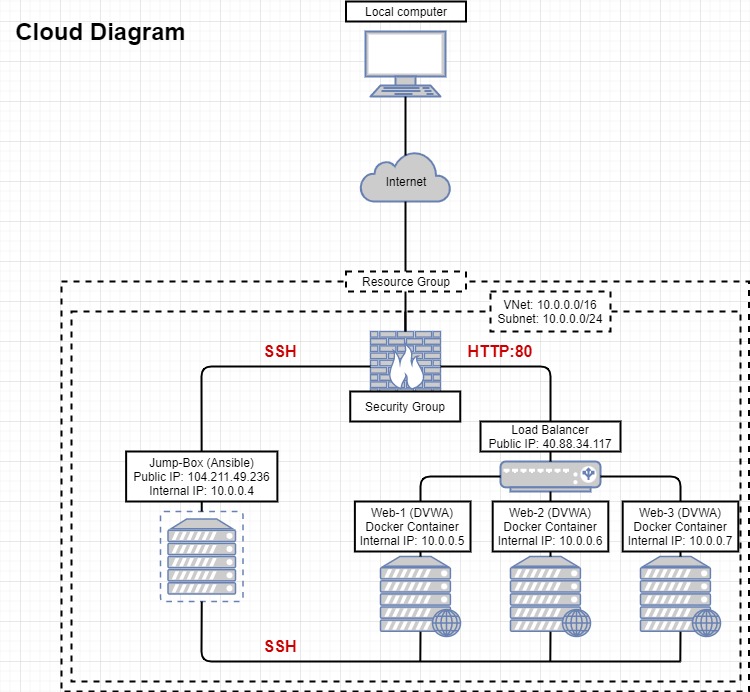 Local computer
Cloud Diagram
Internet
Resource Group
VNet: 10.0.0.0/16
Subnet: 10.0.0.0/24
SSH
HTTP:80
Security Group
Load Balancer
Public IP: 40.88.34.117
Jump-Box (Ansible)
Public IP: 104.211.49.236
Internal IP: 10.0.0.4
Web-1 (DVWA)
Docker Container
Internal IP: 10.0.0.5
Web-2 (DVWA)
Docker Container
Internal IP: 10.0.0.6
Web-3 (DVWA)
Docker Container
Internal IP: 10.0.0.7
SSH